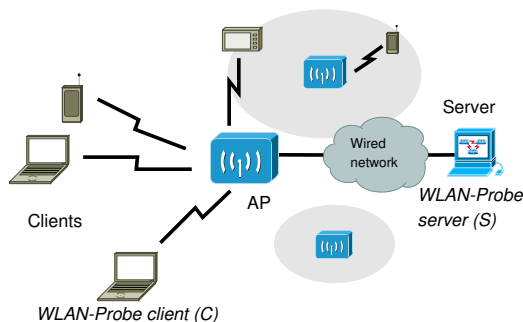 Server
Wired
network
WLAN-Probe
server (S)
AP
Clients
WLAN-Probe client (C)